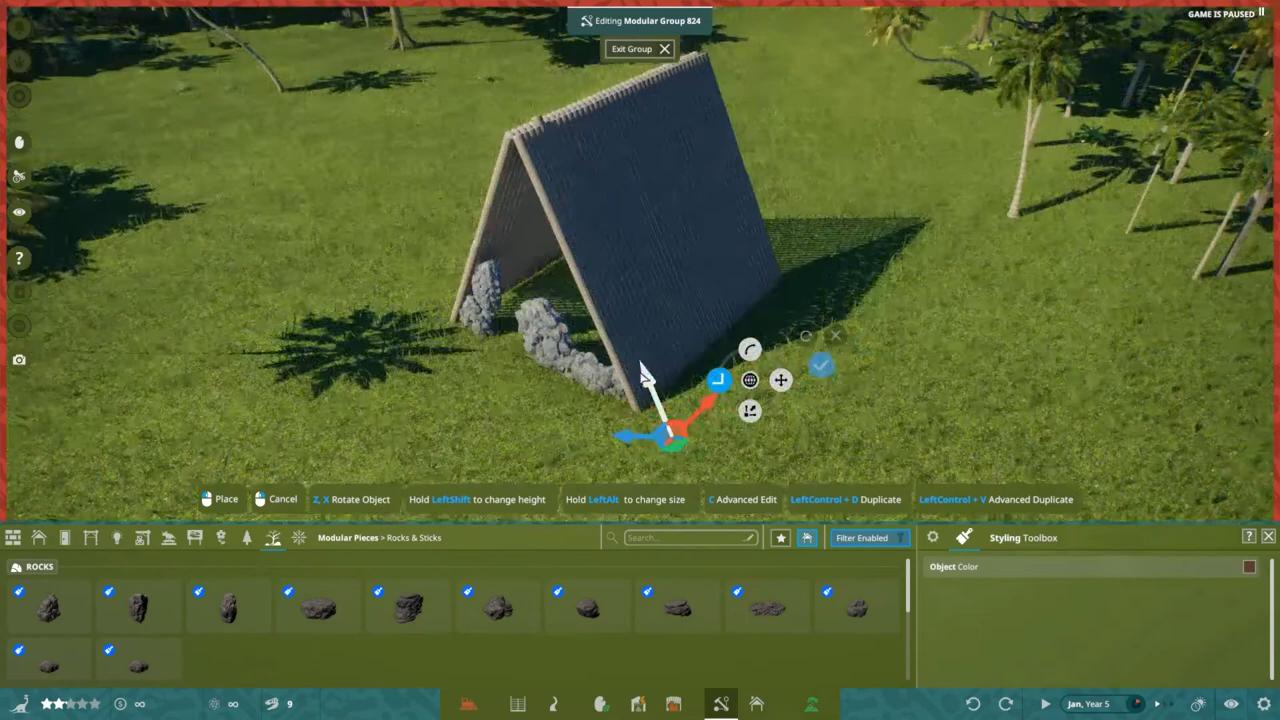 Editing Modular Group 824
GAME IS PAUSED
Exit Group
?
Place
Cancel
Z, X Rotate Object
Hold LeftShift to change height
Hold LeftAlt to change size
C Advanced Edit
LeftControl + D Duplicate
LeftControl + V Advanced Duplicate
Modular Pieces > Rocks & Sticks
Search...
Filter Enabled
Styling Toolbox
?
ROCKS
Object Color
$ ∞
∞
9
Jan, Year 5